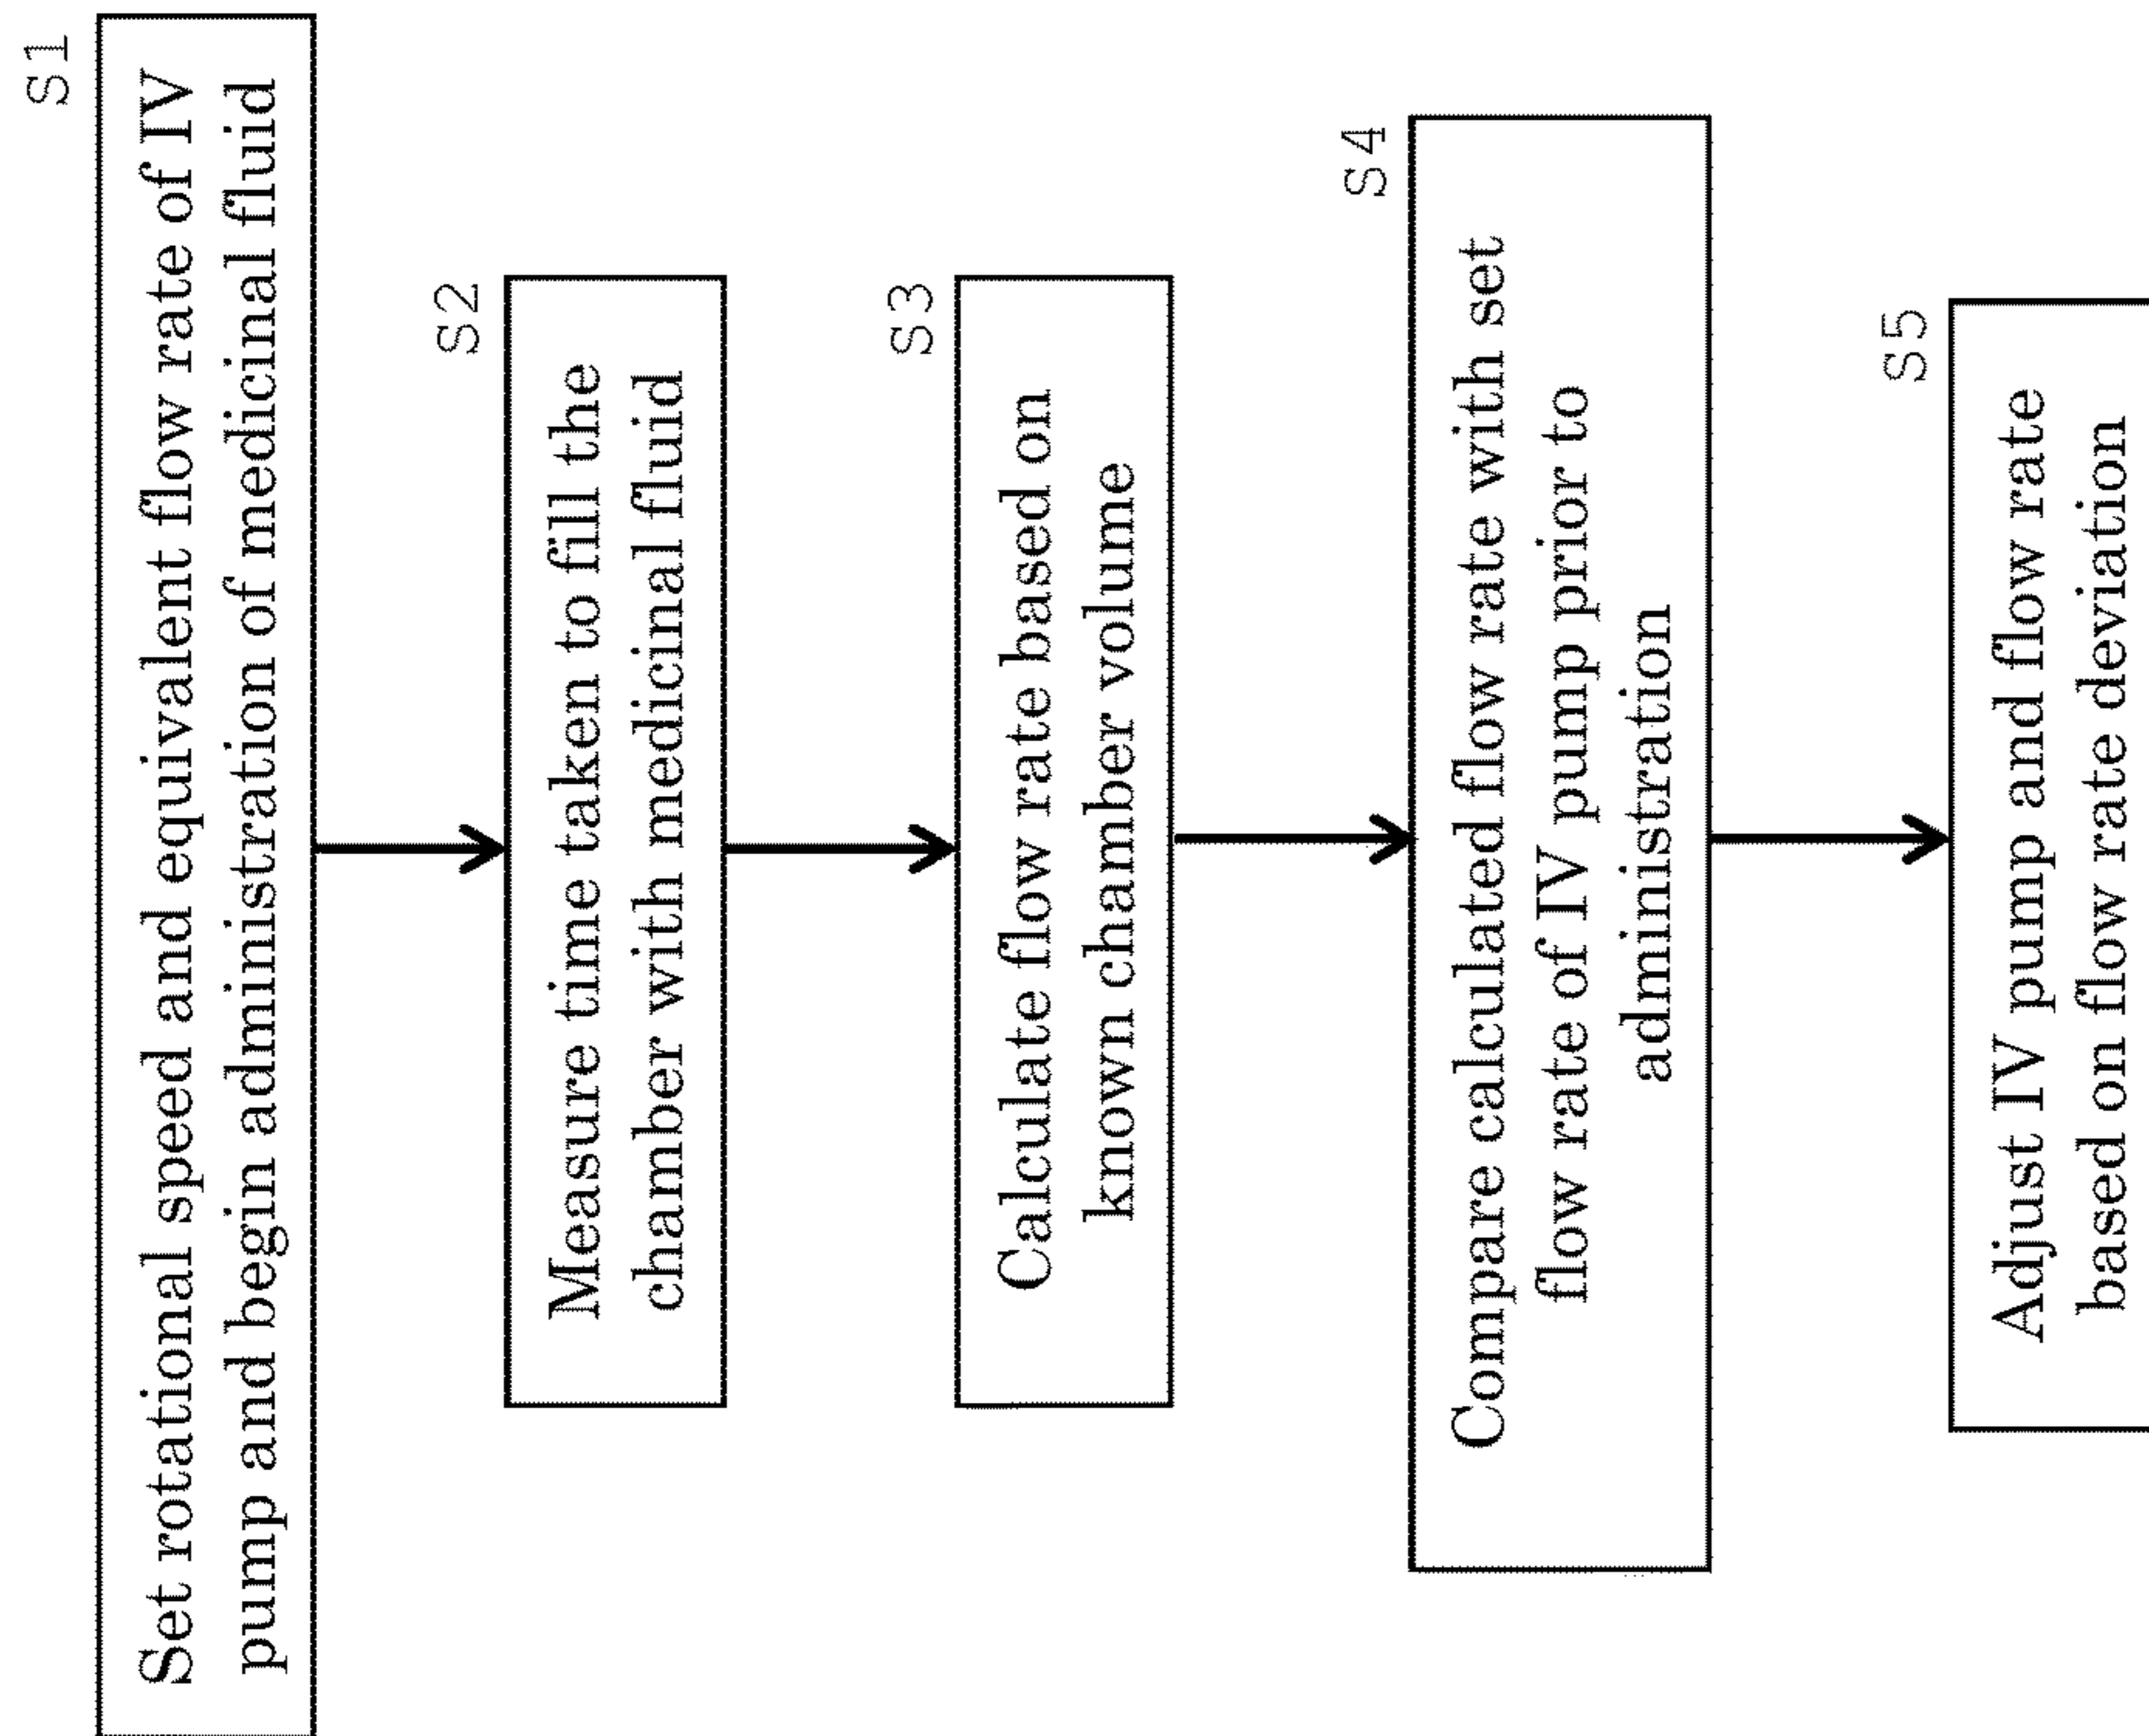 S1
Set rotational speed and equivalent flow rate of IV
pump and begin administration of medicinal fluid
S2
Measure time taken to fill the
chamber with medicinal fluid
S3
Calculate flow rate based on
known chamber volume
S4
Compare calculated flow rate with set
flow rate of IV pump prior to
administration
S5
Adjust IV pump and flow rate
based on flow rate deviation